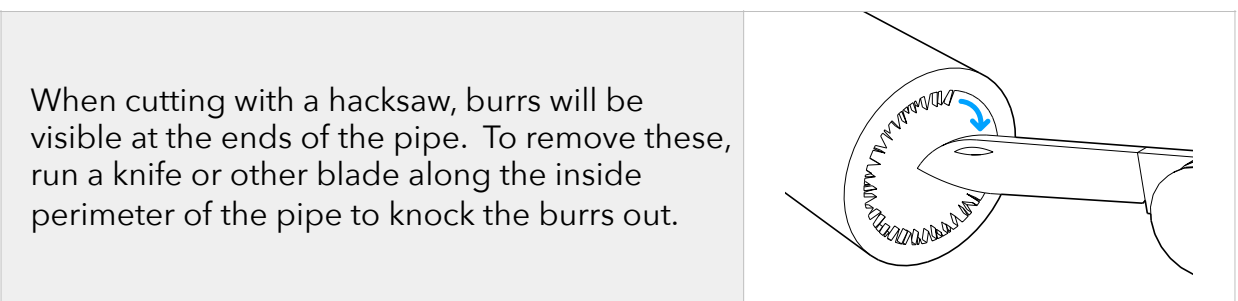 When cutting with a hacksaw, burrs will be
visible at the ends of the pipe.  To remove these,
run a knife or other blade along the inside
perimeter of the pipe to knock the burrs out.